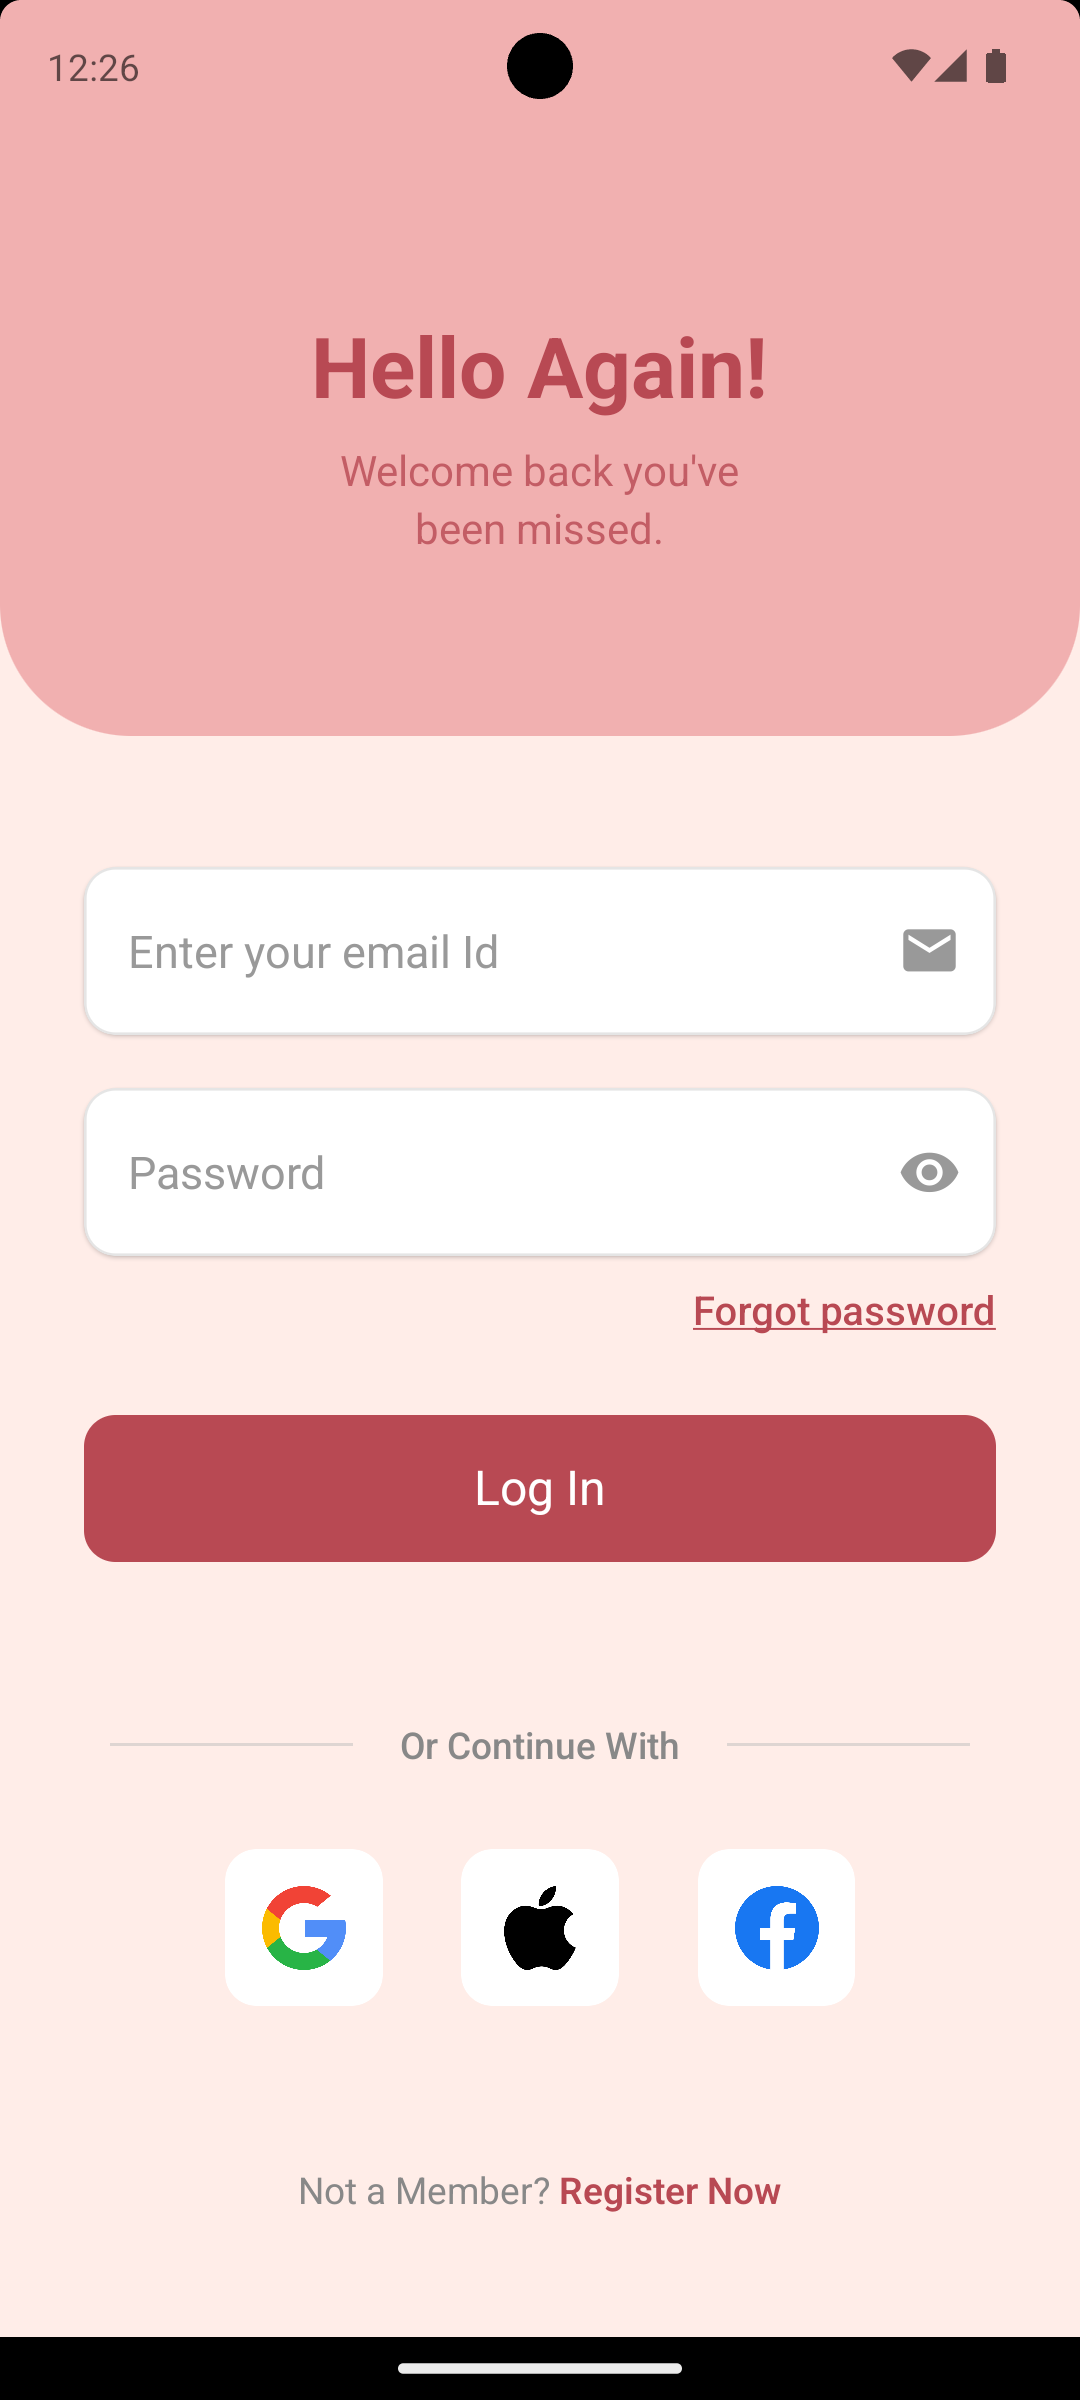 12:26
Hello Again!
Welcome back you've
been missed.
Enter your email Id
Password
Forgot password
Log In
Or Continue With
Not a Member? Register Now